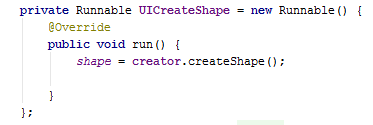 private Runnable UICreateShape = new Runnable() {
    @Override
    public void run() {
        shape = creator.createShape();

    }
};